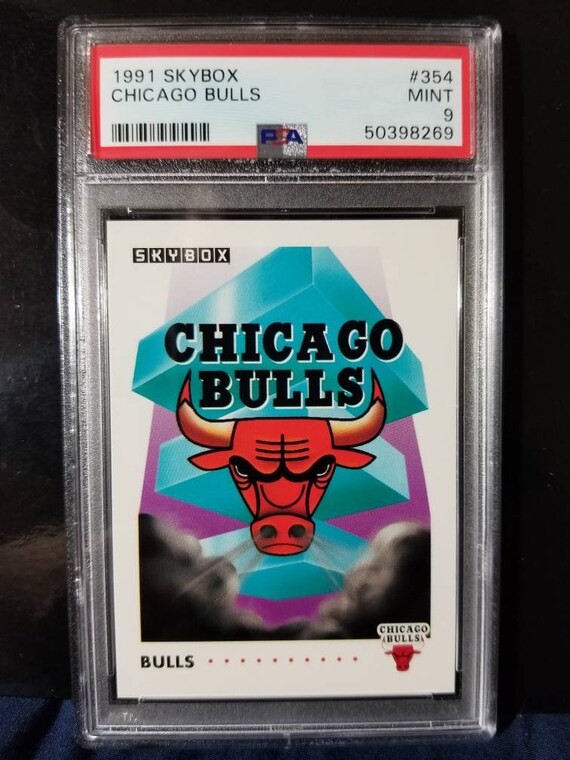 1991 SKYBOX #354
CHICAGO BULLS MINT
9
PSA 50398269
SKYBOX
CHICAGO
BULLS
CHICAGO
BULLS
BULLS